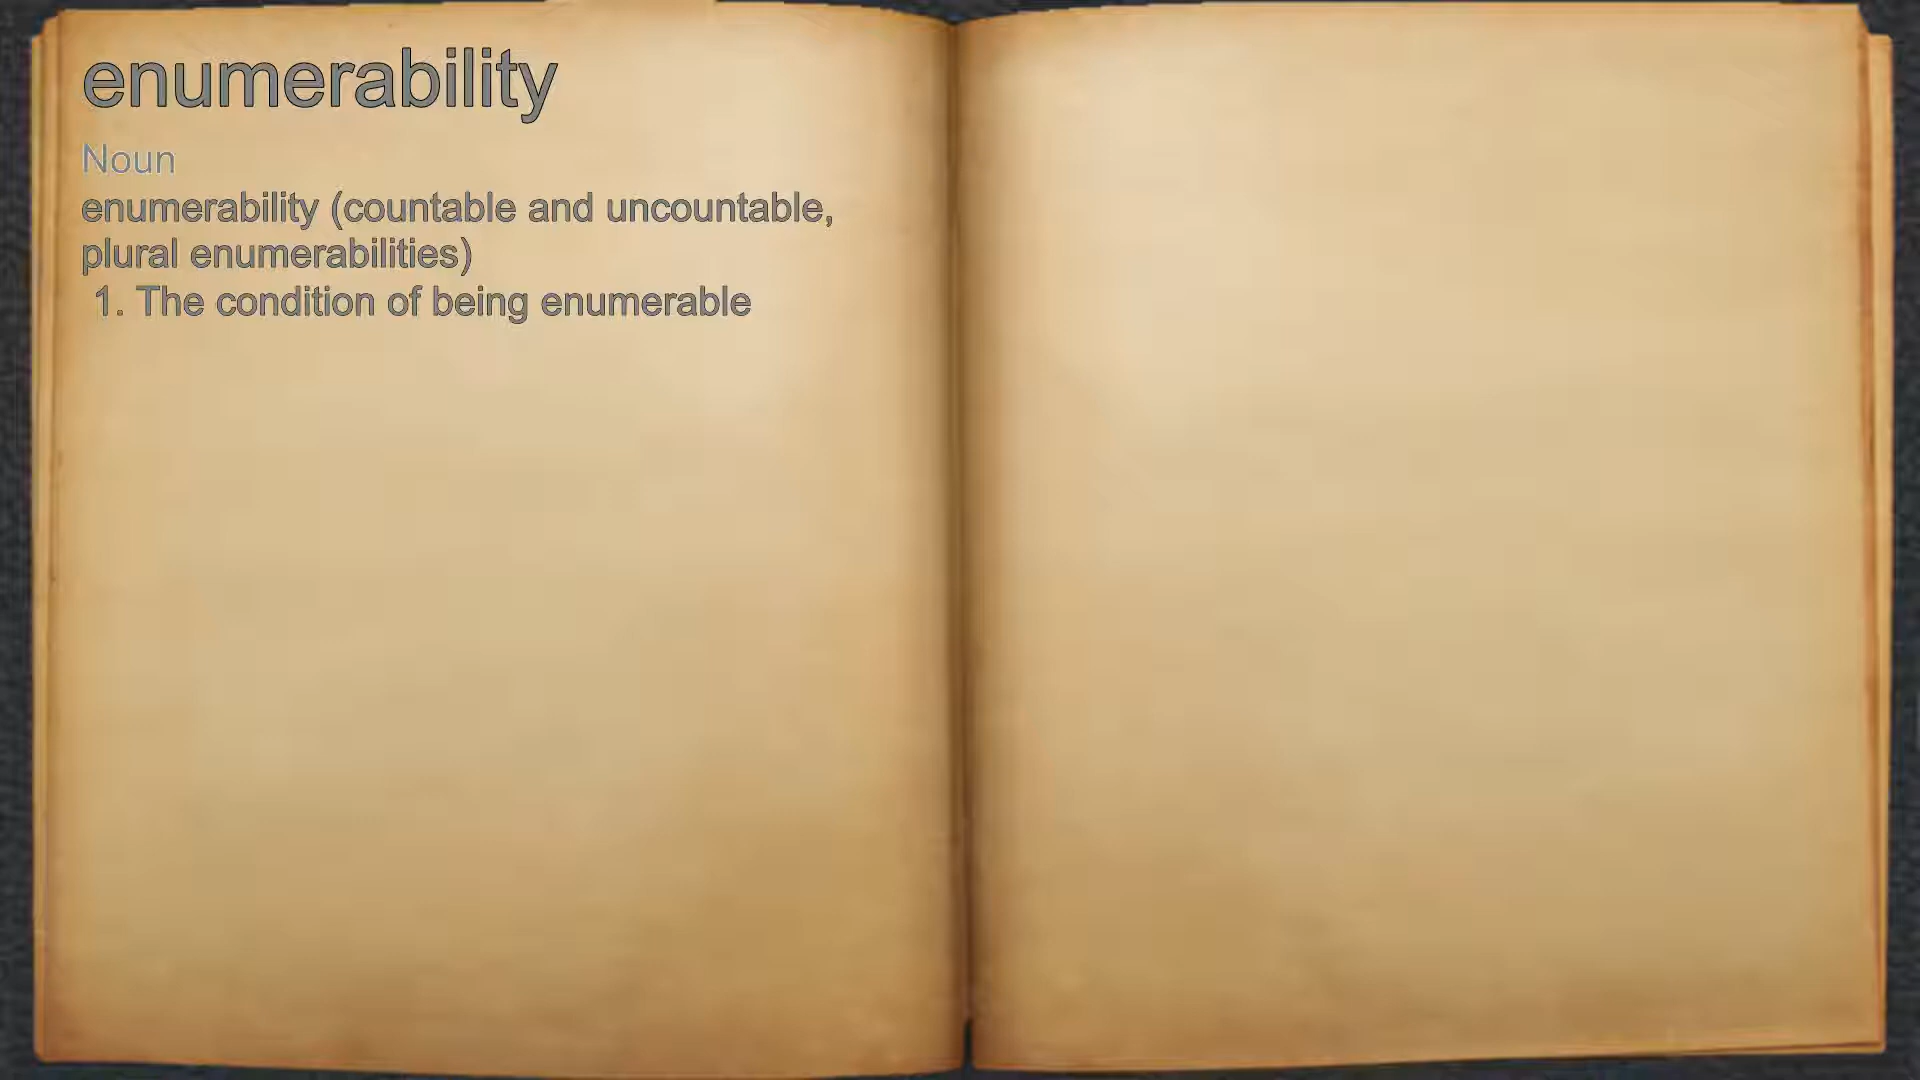 enumerability
Noun
enumerability (countable and uncountable,
plural enumerabilities)
1. The condition of being enumerable